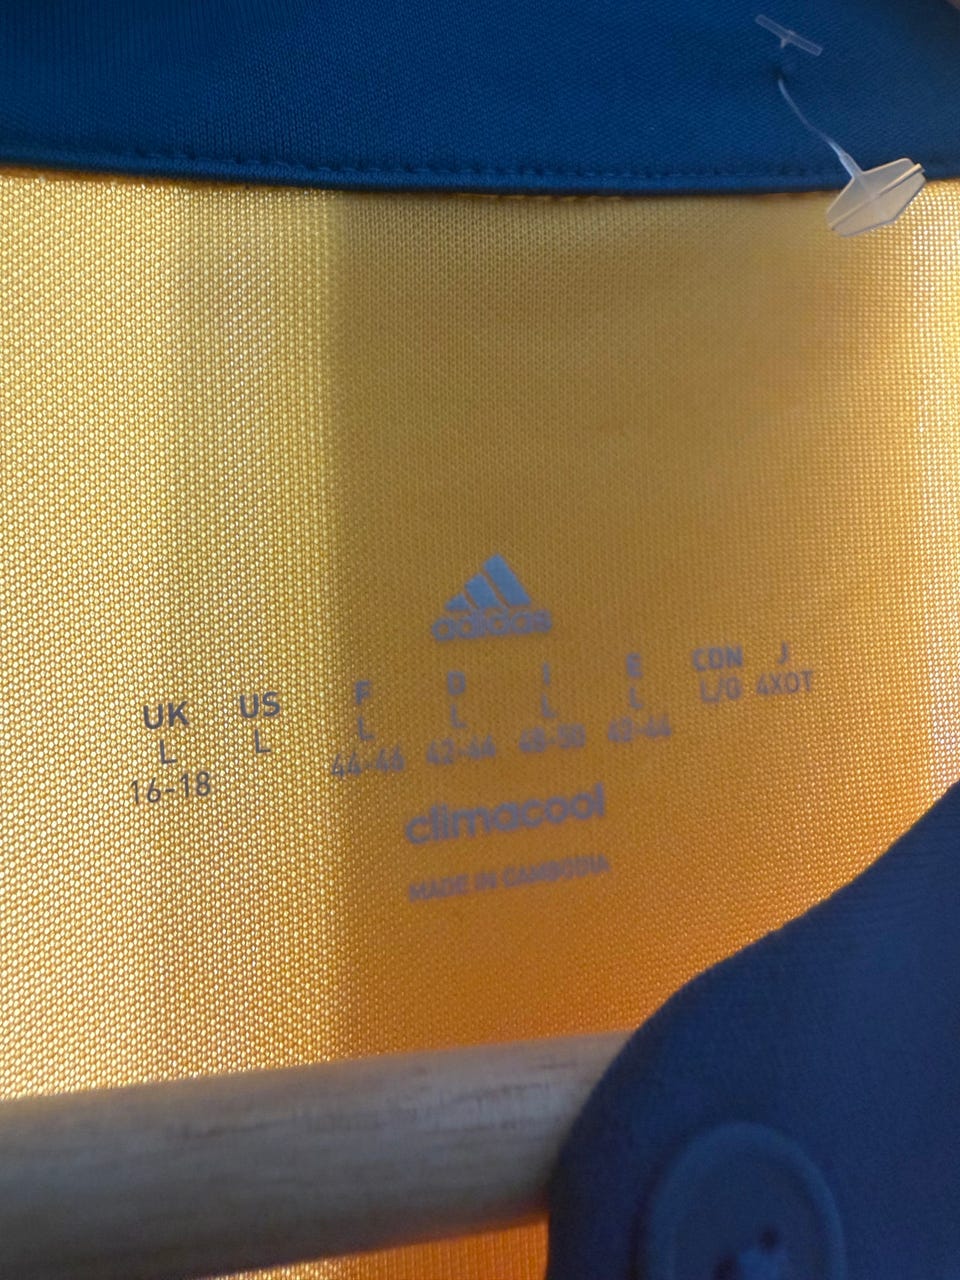 adidas
UK US F D I E CDN J
L L L L L L L/G 4XOT
16-18 44-46 42-44 48-50 42-44
climacool
MADE IN CAMBODIA